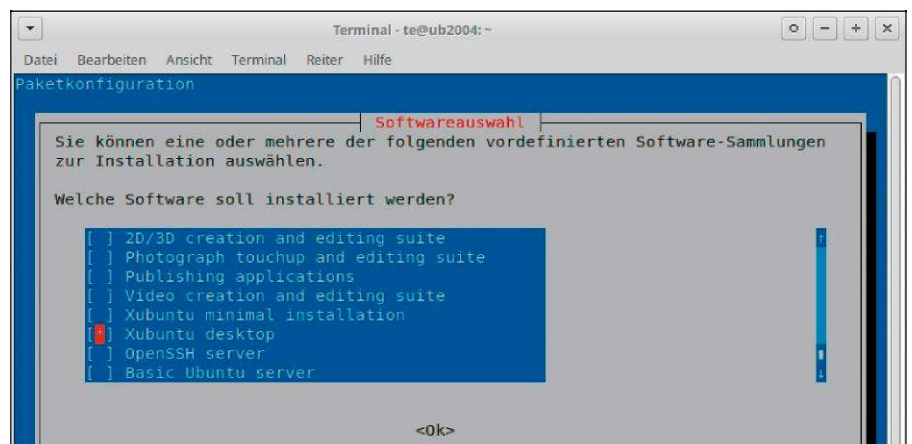 Terminal - te@ub2004: ~
Datei Bearbeiten Ansicht Terminal Reiter Hilfe
Paketkonfiguration
Softwareauswahl
Sie können eine oder mehrere der folgenden vordefinierten Software-Sammlungen
zur Installation auswählen.
Welche Software soll installiert werden?
[ ] 2D/3D creation and editing suite
[ ] Photograph touchup and editing suite
[ ] Publishing applications
[ ] Video creation and editing suite
[ ] Xubuntu minimal installation
[*] Xubuntu desktop
[ ] OpenSSH server
[ ] Basic Ubuntu server
<Ok>